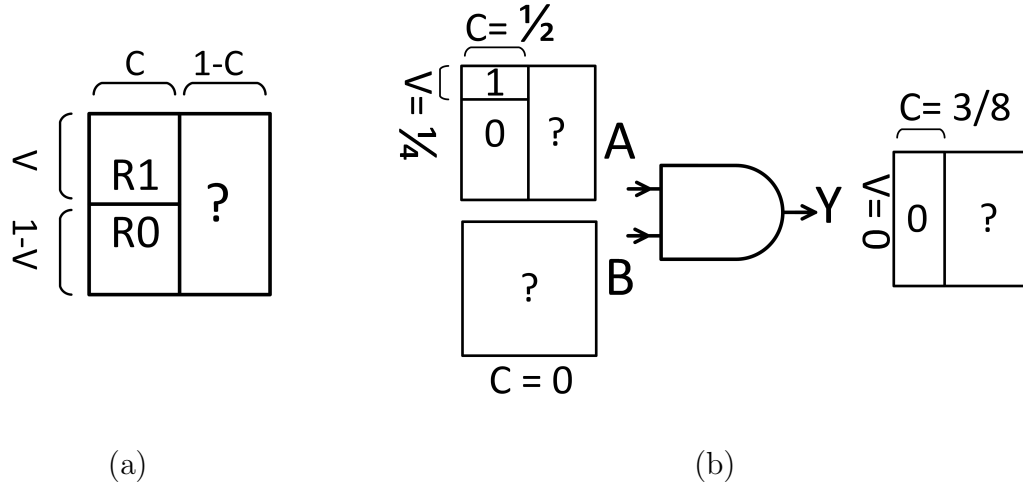 C 1-C
V
1-V
R1
R0
?
(a)
C= ½
V= ¼
1
0
?
A
?
B
C = 0
Y
C= 3/8
V= 0
0
?
(b)